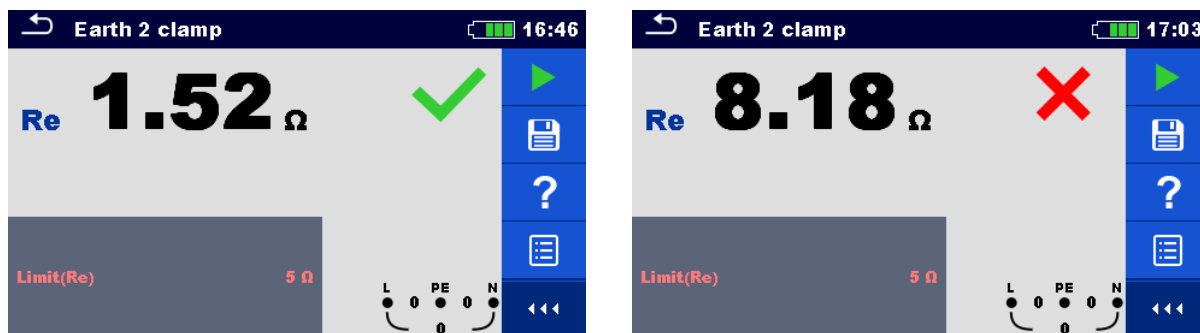 Earth 2 clamp 16:46
Re 1.52 Ω
?
Limit(Re) 5 Ω
L PE N
0 0
0
Earth 2 clamp 17:03
Re 8.18 Ω
?
Limit(Re) 5 Ω
L PE N
0 0
0